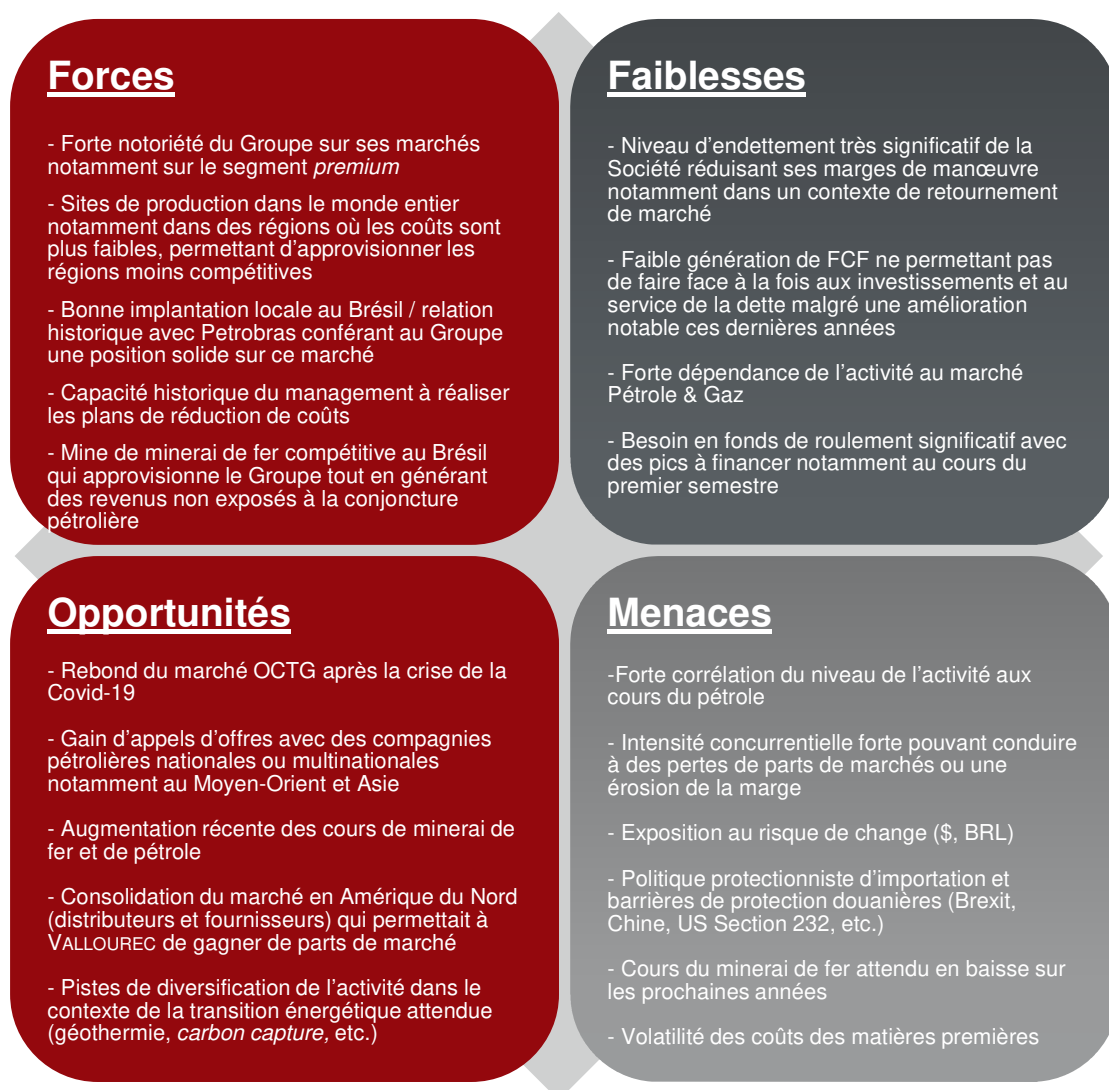 Forces
- Forte notoriété du Groupe sur ses marchés
notamment sur le segment premium
- Sites de production dans le monde entier
notamment dans des régions où les coûts sont
plus faibles, permettant d'approvisionner les
régions moins compétitives
- Bonne implantation locale au Brésil / relation
historique avec Petrobras conférant au Groupe
une position solide sur ce marché
- Capacité historique du management à réaliser
les plans de réduction de coûts
- Mine de minerai de fer compétitive au Brésil
qui approvisionne le Groupe tout en générant
des revenus non exposés à la conjoncture
pétrolière
Faiblesses
- Niveau d'endettement très significatif de la
Société réduisant ses marges de manœuvre
notamment dans un contexte de retournement
de marché
- Faible génération de FCF ne permettant pas
de faire face à la fois aux investissements et au
service de la dette malgré une amélioration
notable ces dernières années
- Forte dépendance de l'activité au marché
Pétrole & Gaz
- Besoin en fonds de roulement significatif avec
des pics à financer notamment au cours du
premier semestre
Opportunités
- Rebond du marché OCTG après la crise de la
Covid-19
- Gain d'appels d'offres avec des compagnies
pétrolières nationales ou multinationales
notamment au Moyen-Orient et Asie
- Augmentation récente des cours de minerai de
fer et de pétrole
- Consolidation du marché en Amérique du Nord
(distributeurs et fournisseurs) qui permettait à
VALLOUREC de gagner de parts de marché
- Pistes de diversification de l'activité dans le
contexte de la transition énergétique attendue
(géothermie, carbon capture, etc.)
Menaces
-Forte corrélation du niveau de l'activité aux
cours du pétrole
- Intensité concurrentielle forte pouvant conduire
à des pertes de parts de marchés ou une
érosion de la marge
- Exposition au risque de change ($, BRL)
- Politique protectionniste d'importation et
barrières de protection douanières (Brexit,
Chine, US Section 232, etc.)
- Cours du minerai de fer attendu en baisse sur
les prochaines années
- Volatilité des coûts des matières premières